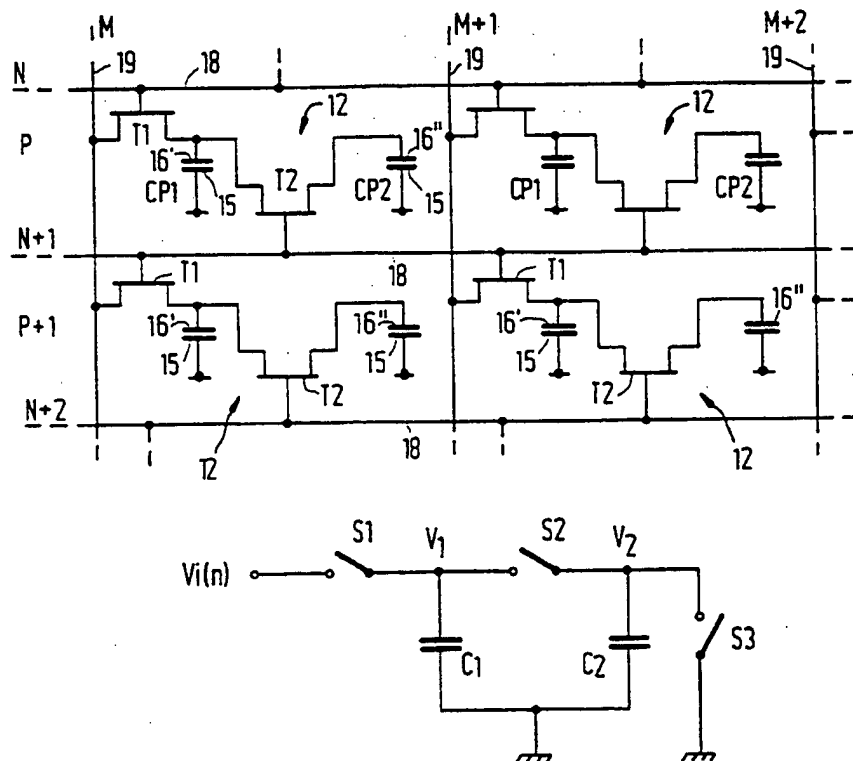 M M+1 M+2
19 18 19 19
N
12 12
P T1
16' T2 16"
CP1 15 CP2 15 CP1 CP2
N+1
T1 18 T1
P+1 16' 16" 16' 16"
15 15 15
T2 T2
N+2
12 18 12
S1 V1 S2 V2
Vi(n)
C1 C2 S3